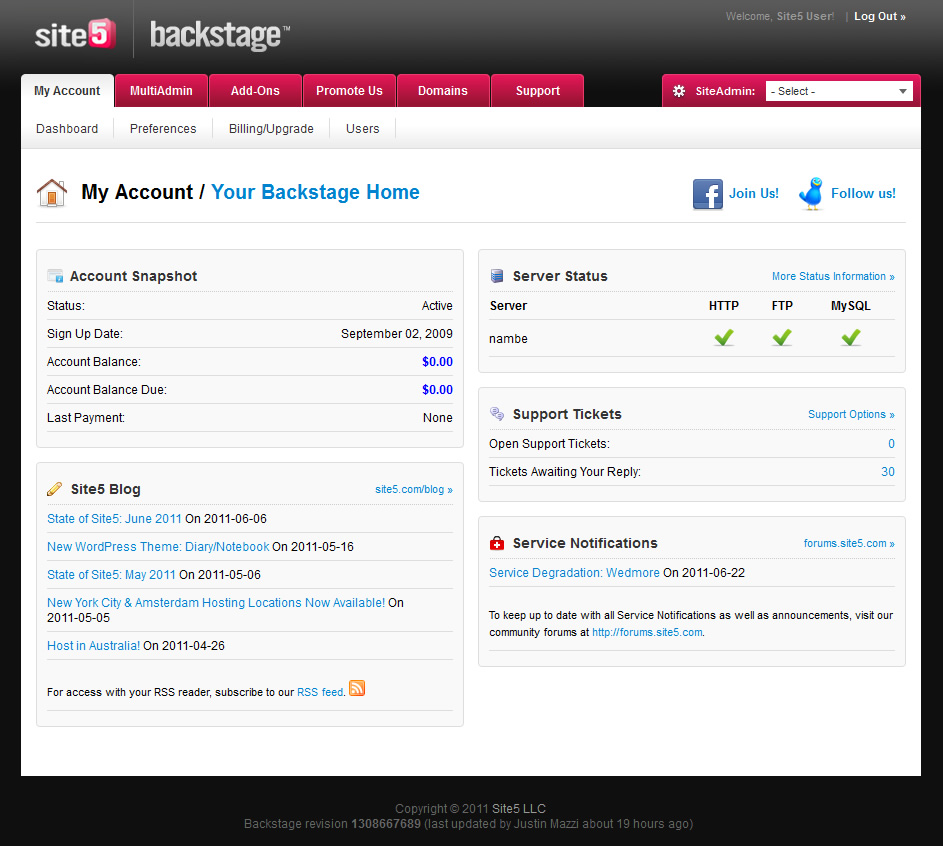 site5 backstage™
Welcome, Site5 User! | Log Out »
My Account MultiAdmin Add-Ons Promote Us Domains Support
SiteAdmin: - Select -
Dashboard Preferences Billing/Upgrade Users
My Account / Your Backstage Home
Join Us! Follow us!
Account Snapshot
Status: Active
Sign Up Date: September 02, 2009
Account Balance: $0.00
Account Balance Due: $0.00
Last Payment: None
Site5 Blog site5.com/blog »
State of Site5: June 2011 On 2011-06-06
New WordPress Theme: Diary/Notebook On 2011-05-16
State of Site5: May 2011 On 2011-05-06
New York City & Amsterdam Hosting Locations Now Available! On
2011-05-05
Host in Australia! On 2011-04-26
For access with your RSS reader, subscribe to our RSS feed.
Server Status More Status Information »
Server HTTP FTP MySQL
nambe
Support Tickets Support Options »
Open Support Tickets: 0
Tickets Awaiting Your Reply: 30
Service Notifications forums.site5.com »
Service Degradation: Wedmore On 2011-06-22
To keep up to date with all Service Notifications as well as announcements, visit our
community forums at http://forums.site5.com.
Copyright © 2011 Site5 LLC
Backstage revision 1308667689 (last updated by Justin Mazzi about 19 hours ago)